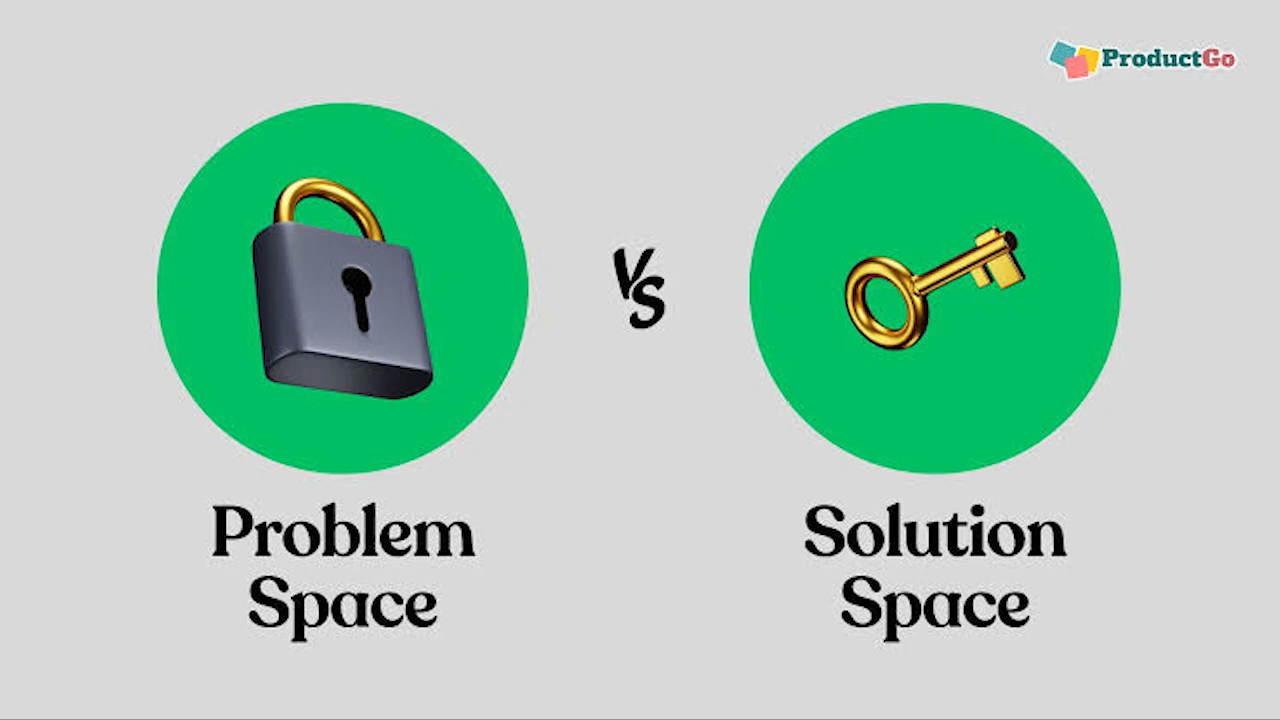 ProductGo
VS
Problem
Space
Solution
Space